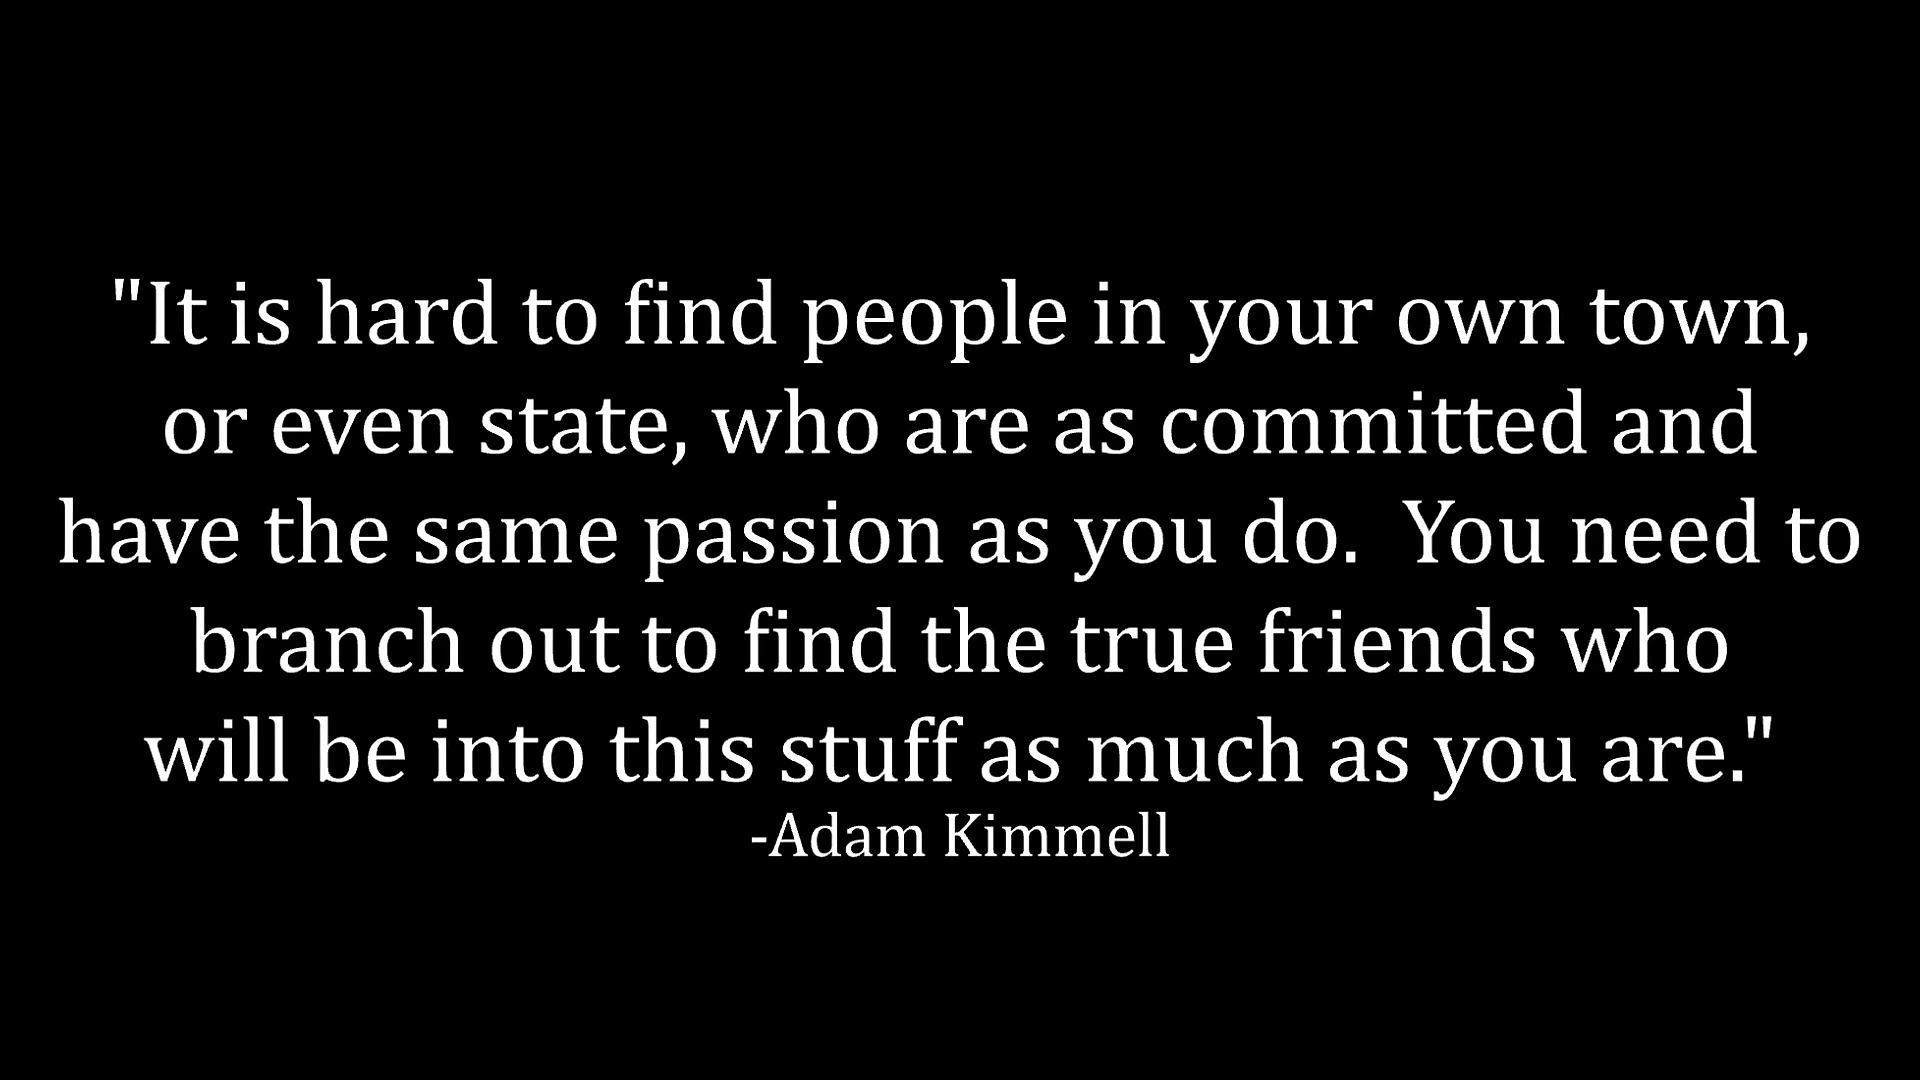 "It is hard to find people in your own town,
or even state, who are as committed and
have the same passion as you do.  You need to
branch out to find the true friends who
will be into this stuff as much as you are."
-Adam Kimmell